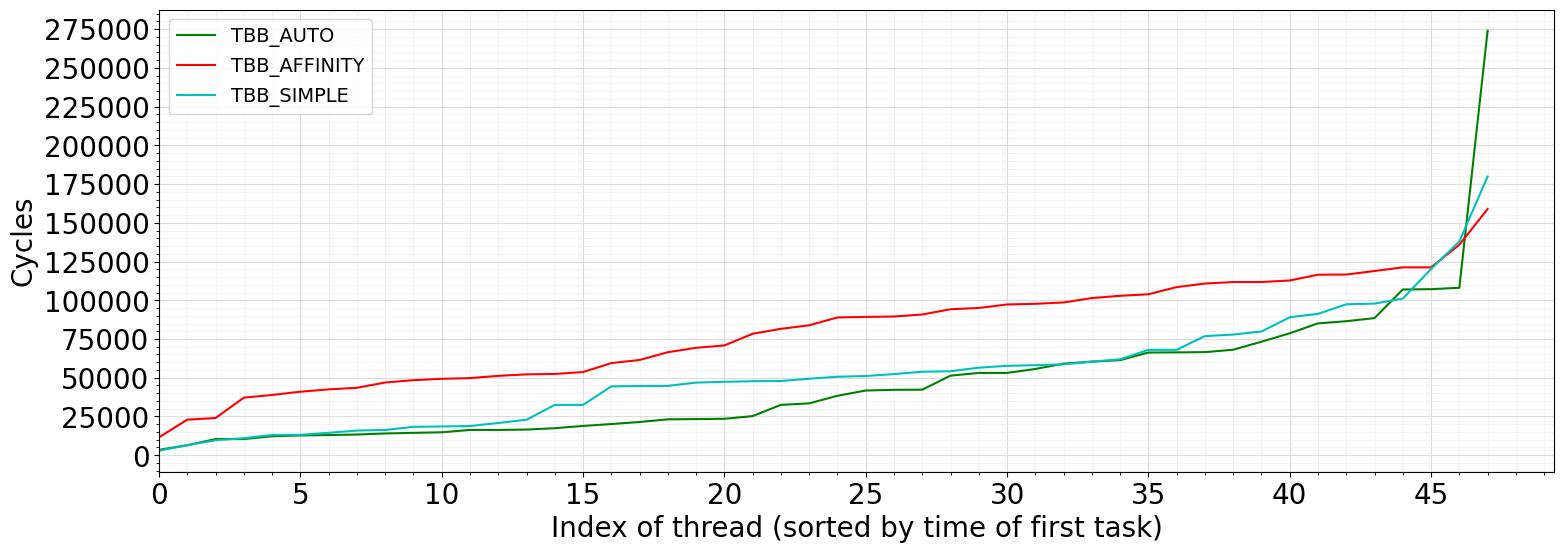 275000
250000
225000
200000
175000
150000
125000
100000
75000
50000
25000
0
Cycles
TBB_AUTO
TBB_AFFINITY
TBB_SIMPLE
0 5 10 15 20 25 30 35 40 45
Index of thread (sorted by time of first task)